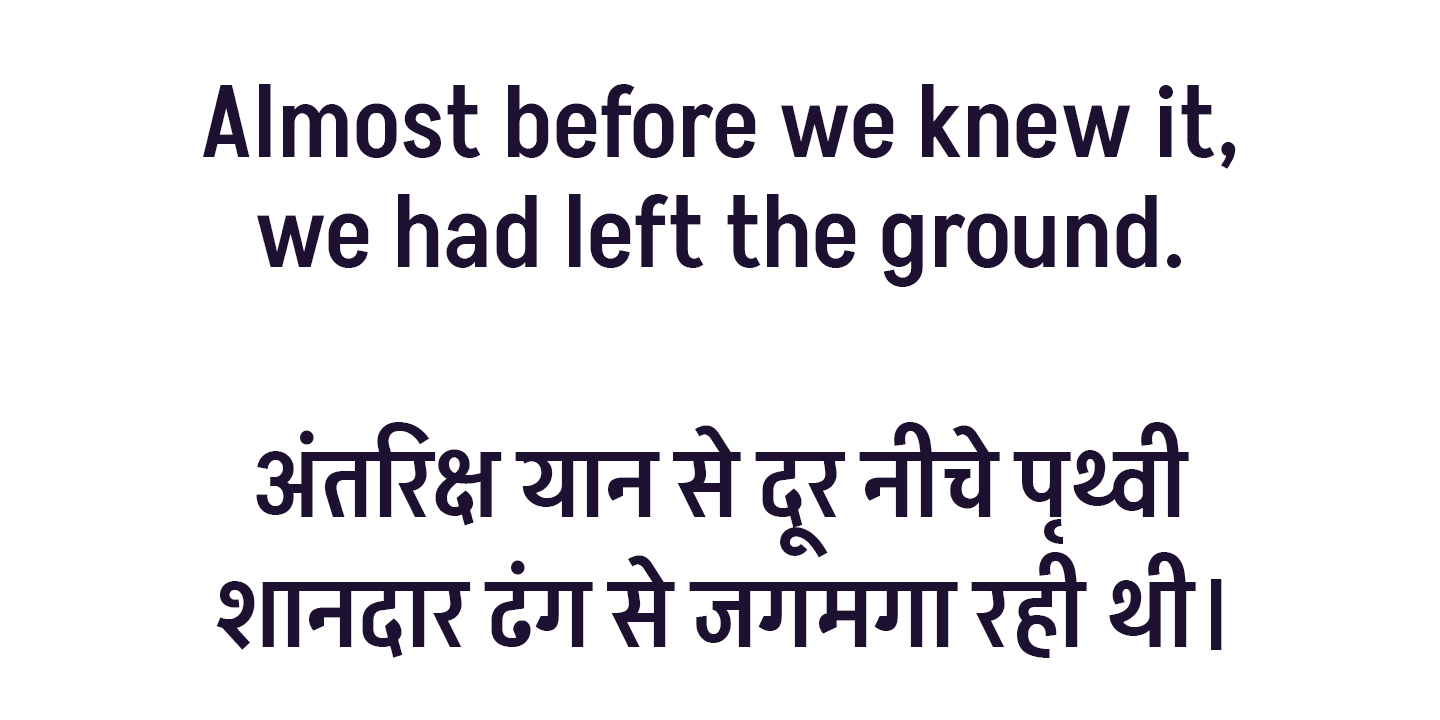 Almost before we knew it,
we had left the ground.
अंतरिक्ष यान से दूर नीचे पृथ्वी
शानदार ढंग से जगमगा रही थी।